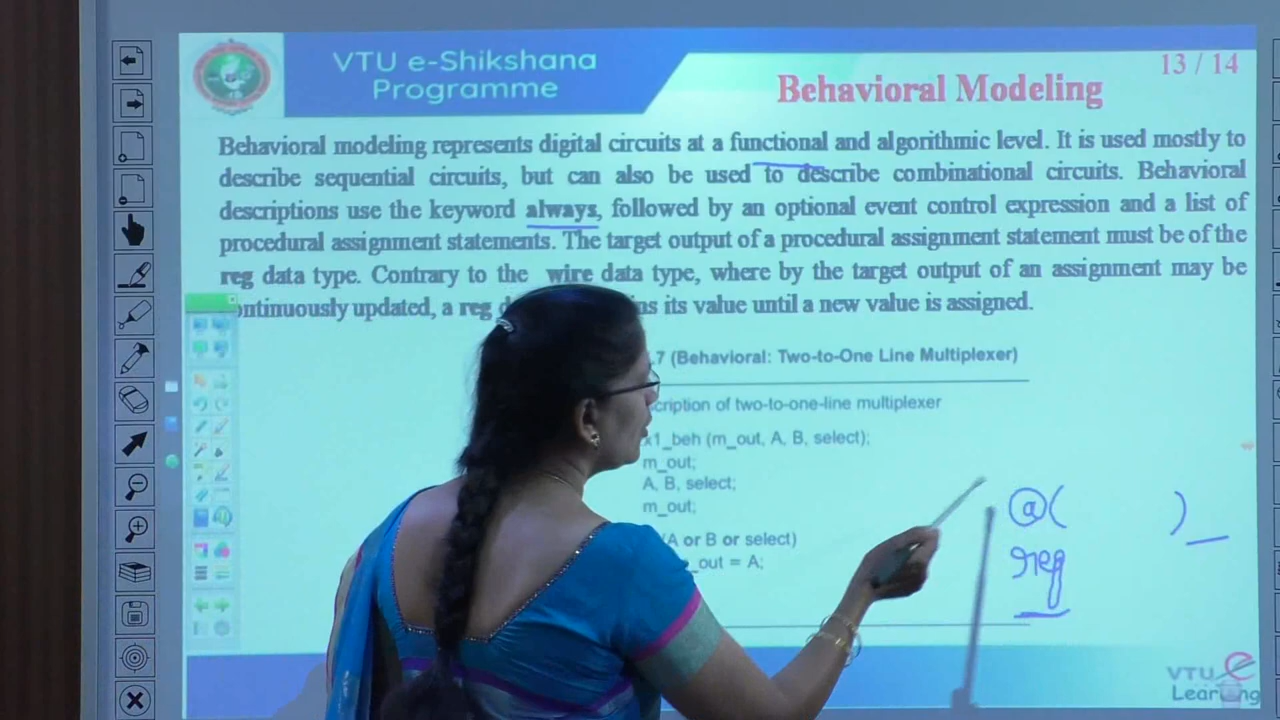 VTU e-Shikshana
Programme
13 / 14
Behavioral Modeling
Behavioral modeling represents digital circuits at a functional and algorithmic level. It is used mostly to
describe sequential circuits, but can also be used to describe combinational circuits. Behavioral
descriptions use the keyword always, followed by an optional event control expression and a list of
procedural assignment statements. The target output of a procedural assignment statement must be of the
reg data type. Contrary to the wire data type, where by the target output of an assignment may be
ontinuously updated, a reg its value until a new value is assigned.
.7 (Behavioral: Two-to-One Line Multiplexer)
cription of two-to-one-line multiplexer
x1_beh (m_out, A, B, select);
m_out;
A, B, select;
m_out;
(A or B or select)
_out = A;
@( )
reg
VTU e
Learning